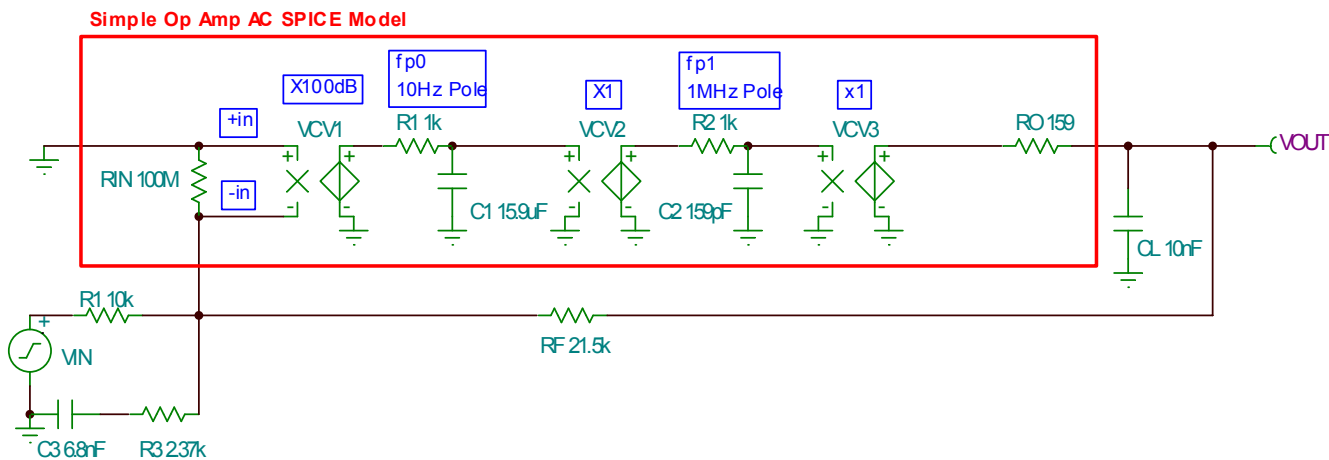 Simple Op Amp AC SPICE Model
fp0
10Hz Pole
fp1
1MHz Pole
X100dB
X1
x1
+in
VCV1
R1 1k
VCV2
R2 1k
VCV3
RO 159
VOUT
RIN 100M
-in
+
-
+
-
+
-
+
-
+
-
+
-
C1 15.9uF
C2 159pF
CL 10nF
R1 10k
+
VIN
RF 21.5k
C3 6.8nF
R3 2.37k